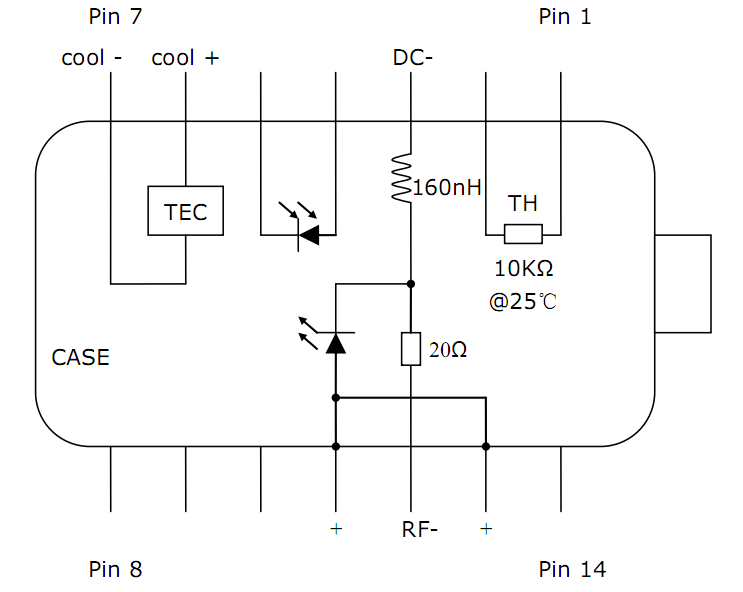 Pin 7
Pin 1
cool -
cool +
DC-
160nH
TH
TEC
10KΩ
@25℃
20Ω
CASE
+
RF-
+
Pin 8
Pin 14